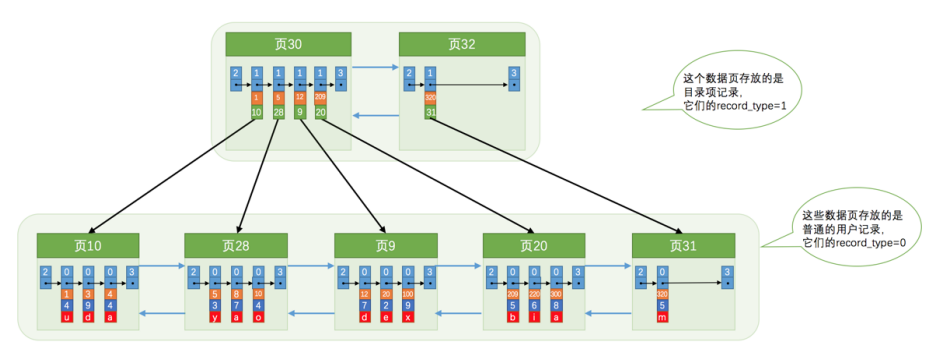 页30 页32
2 1 1 1 1 3 2 1 3
1 5 12 209 320
10 28 9 20 31
这个数据页存放的是
目录项记录,
它们的record_type=1
这些数据页存放的是
普通的用户记录,
它们的record_type=0
页10 页28 页9 页20 页31
2 0 0 0 3 2 0 0 0 3 2 0 0 0 3 2 0 0 0 3 2 0 3
1 3 4 5 8 10 12 20 100 209 220 300 320
4 9 4 3 7 4 7 2 9 5 6 8 5
u d a y a o d e x b i a m